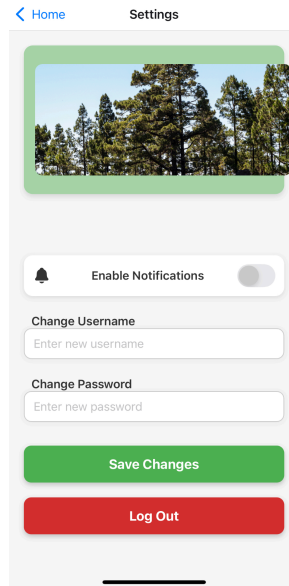 Home
Settings
Enable Notifications
Change Username
Enter new username
Change Password
Enter new password
Save Changes
Log Out